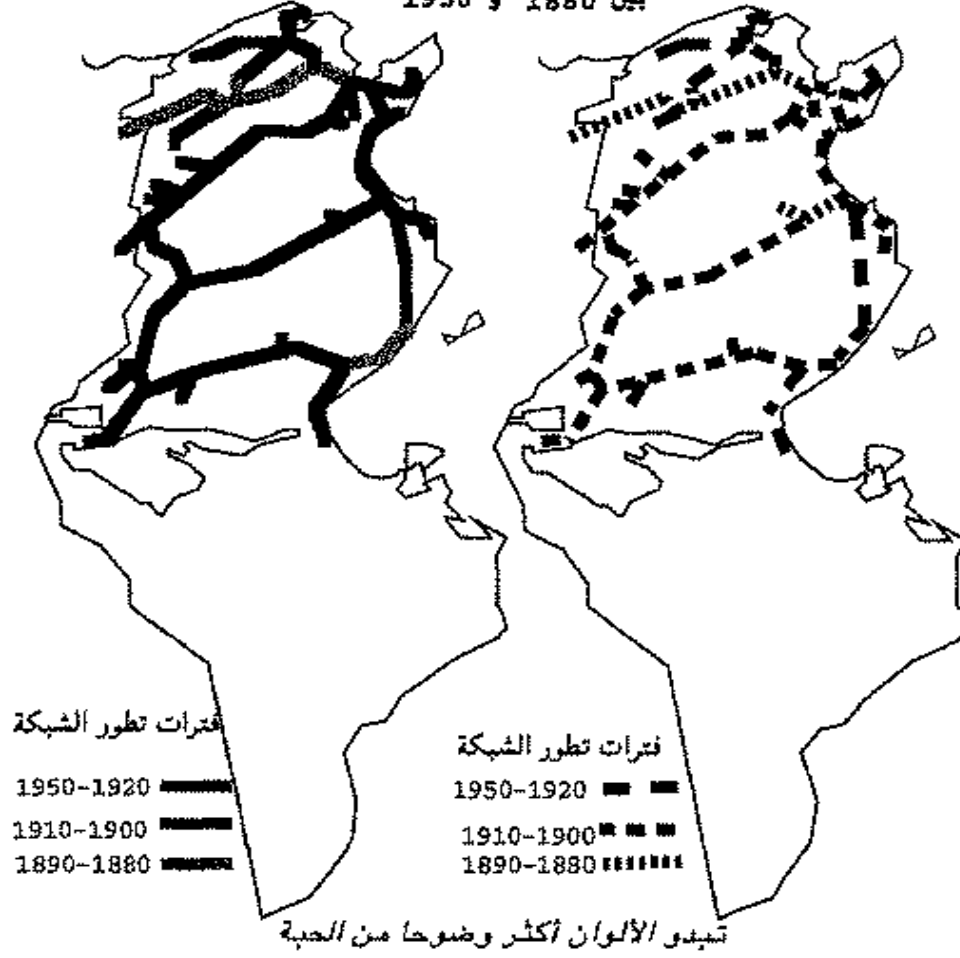 بين 1880 و 1950
فترات تطور الشبكة
1950-1920
1910-1900
1890-1880
فترات تطور الشبكة
1950-1920
1910-1900
1890-1880
تبدو الألوان أكثر وضوحا من الحبة